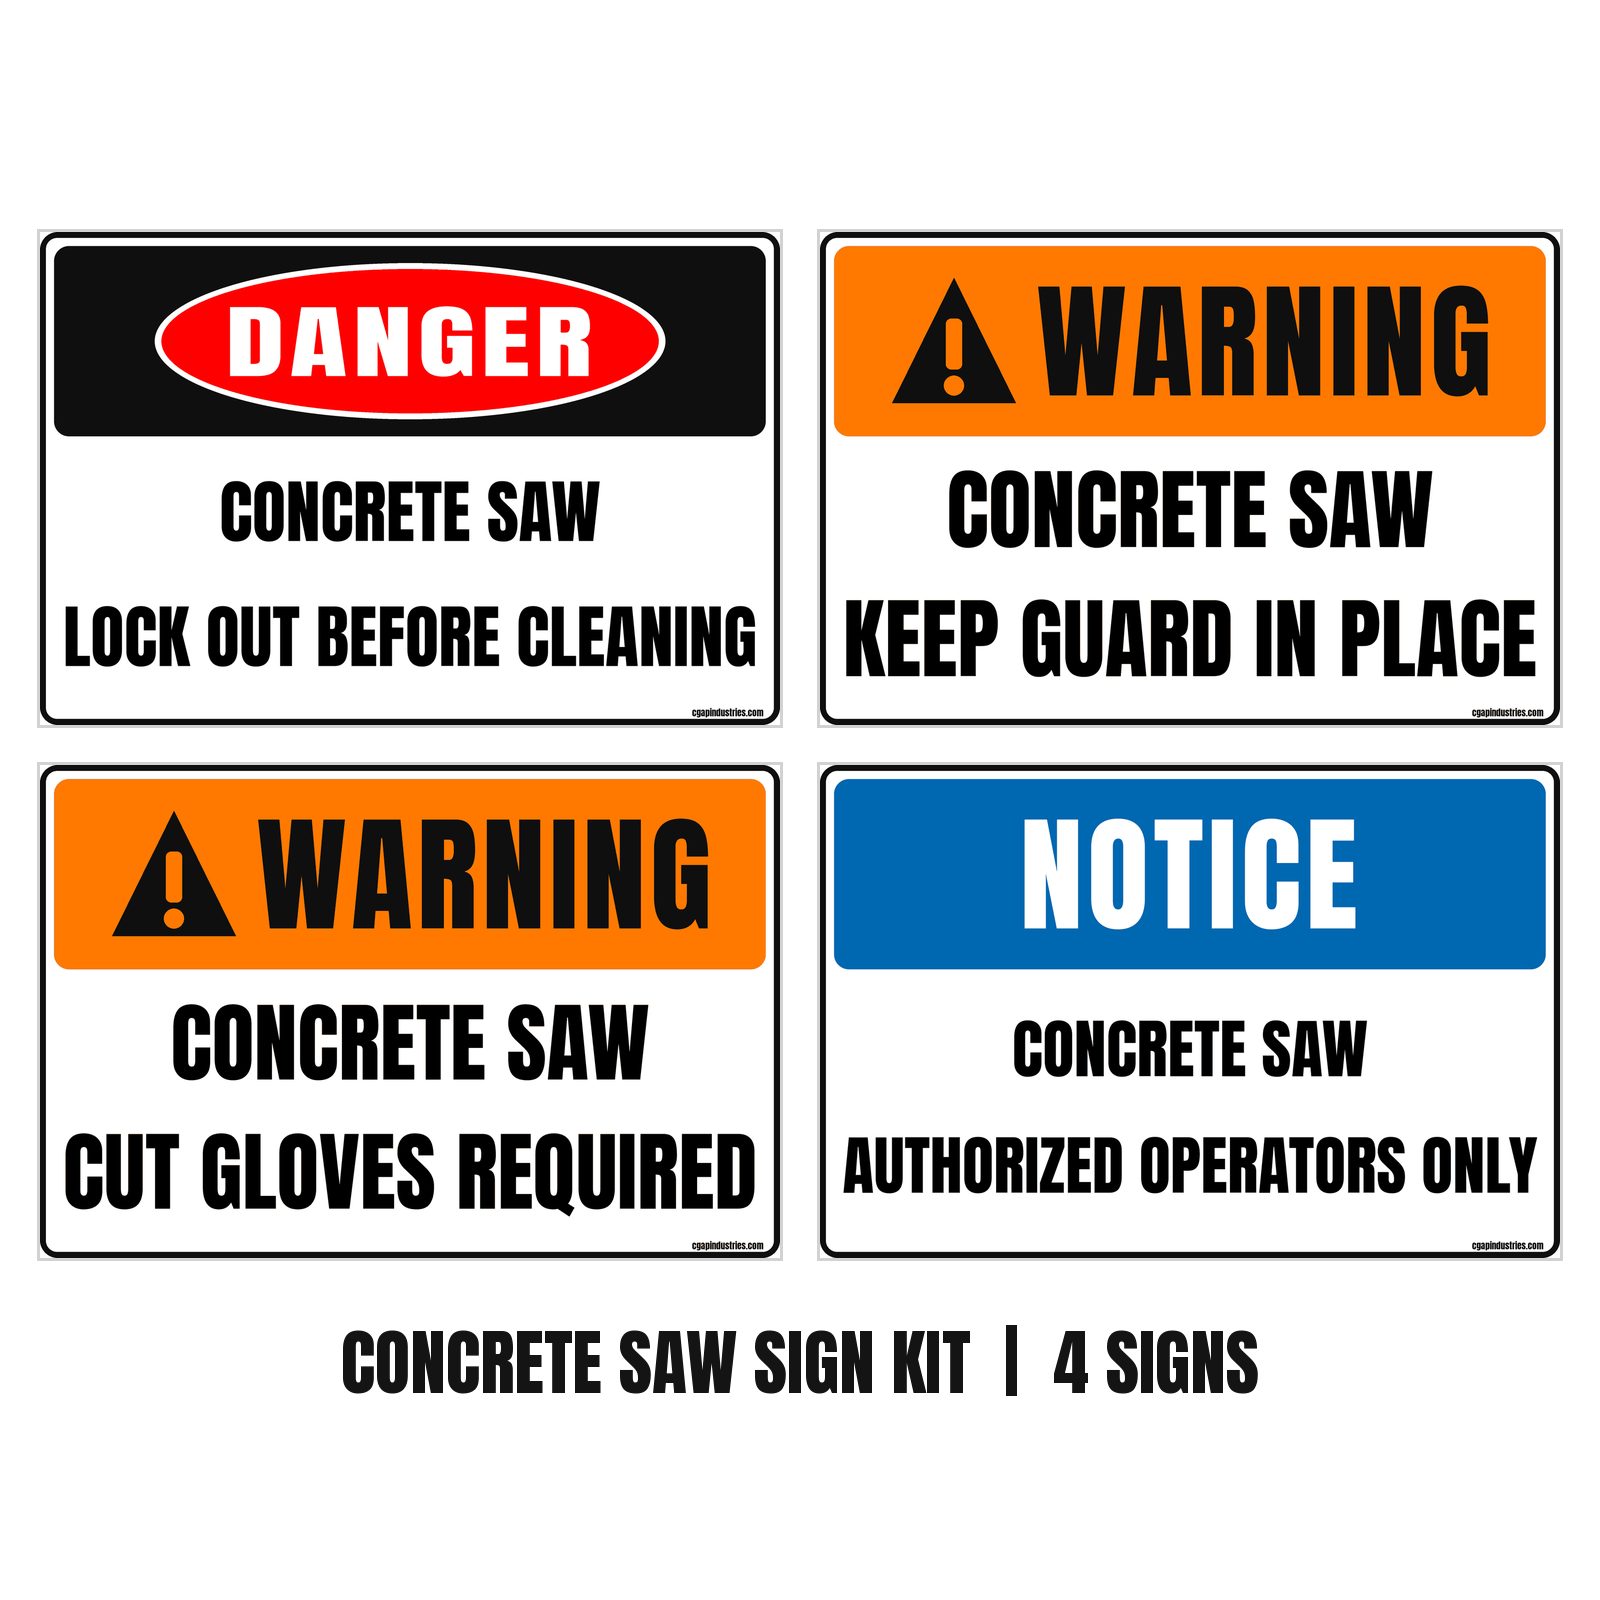 DANGER
CONCRETE SAW
LOCK OUT BEFORE CLEANING
cgapindustries.com
WARNING
CONCRETE SAW
KEEP GUARD IN PLACE
cgapindustries.com
WARNING
CONCRETE SAW
CUT GLOVES REQUIRED
cgapindustries.com
NOTICE
CONCRETE SAW
AUTHORIZED OPERATORS ONLY
cgapindustries.com
CONCRETE SAW SIGN KIT | 4 SIGNS